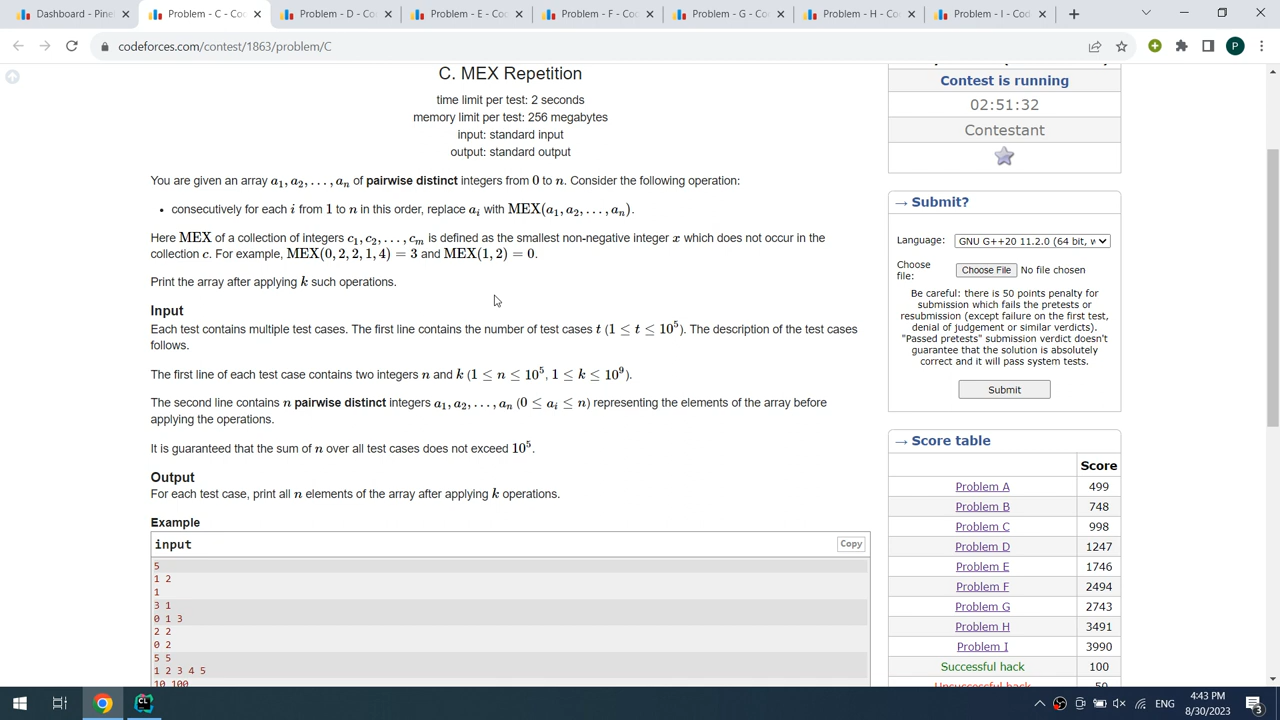 Dashboard - Pine
Problem - C - Coc
Problem - D - Co
Problem - E - Coc
Problem - F - Coc
Problem - G - Coc
Problem - H - Co
Problem - I - Cod
codeforces.com/contest/1863/problem/C
P
C. MEX Repetition
time limit per test: 2 seconds
memory limit per test: 256 megabytes
input: standard input
output: standard output
You are given an array a₁, a₂, . . . , aₙ of pairwise distinct integers from 0 to n. Consider the following operation:
• consecutively for each i from 1 to n in this order, replace aᵢ with MEX(a₁, a₂, . . . , aₙ).
Here MEX of a collection of integers c₁, c₂, . . . , cₘ is defined as the smallest non-negative integer x which does not occur in the
collection c. For example, MEX(0, 2, 2, 1, 4) = 3 and MEX(1, 2) = 0.
Print the array after applying k such operations.
Input
Each test contains multiple test cases. The first line contains the number of test cases t (1 ≤ t ≤ 10⁵). The description of the test cases
follows.
The first line of each test case contains two integers n and k (1 ≤ n ≤ 10⁵, 1 ≤ k ≤ 10⁹).
The second line contains n pairwise distinct integers a₁, a₂, . . . , aₙ (0 ≤ aᵢ ≤ n) representing the elements of the array before
applying the operations.
It is guaranteed that the sum of n over all test cases does not exceed 10⁵.
Output
For each test case, print all n elements of the array after applying k operations.
Example
input
Copy
5
1 2
1
3 1
0 1 3
2 2
0 2
5 5
1 2 3 4 5
10 100
Contest is running
02:51:32
Contestant
→ Submit?
Language: GNU G++20 11.2.0 (64 bit, w
Choose
file: Choose File No file chosen
Be careful: there is 50 points penalty for
submission which fails the pretests or
resubmission (except failure on the first test,
denial of judgement or similar verdicts).
"Passed pretests" submission verdict doesn't
guarantee that the solution is absolutely
correct and it will pass system tests.
Submit
→ Score table
Score
Problem A 499
Problem B 748
Problem C 998
Problem D 1247
Problem E 1746
Problem F 2494
Problem G 2743
Problem H 3491
Problem I 3990
Successful hack 100
Unsuccessful hack -50
CL
ENG
4:43 PM
8/30/2023
3